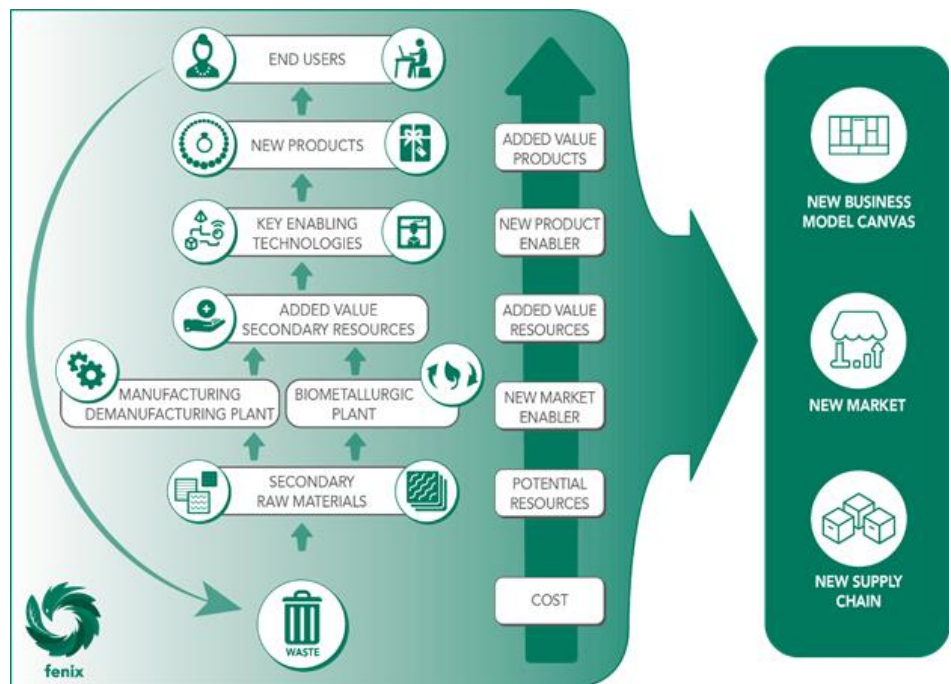 END USERS
NEW PRODUCTS
KEY ENABLING
TECHNOLOGIES
ADDED VALUE
SECONDARY RESOURCES
MANUFACTURING
DEMANUFACTURING PLANT
BIOMETALLURGIC
PLANT
SECONDARY
RAW MATERIALS
WASTE
fenix
ADDED VALUE
PRODUCTS
NEW PRODUCT
ENABLER
ADDED VALUE
RESOURCES
NEW MARKET
ENABLER
POTENTIAL
RESOURCES
COST
NEW BUSINESS
MODEL CANVAS
NEW MARKET
NEW SUPPLY
CHAIN